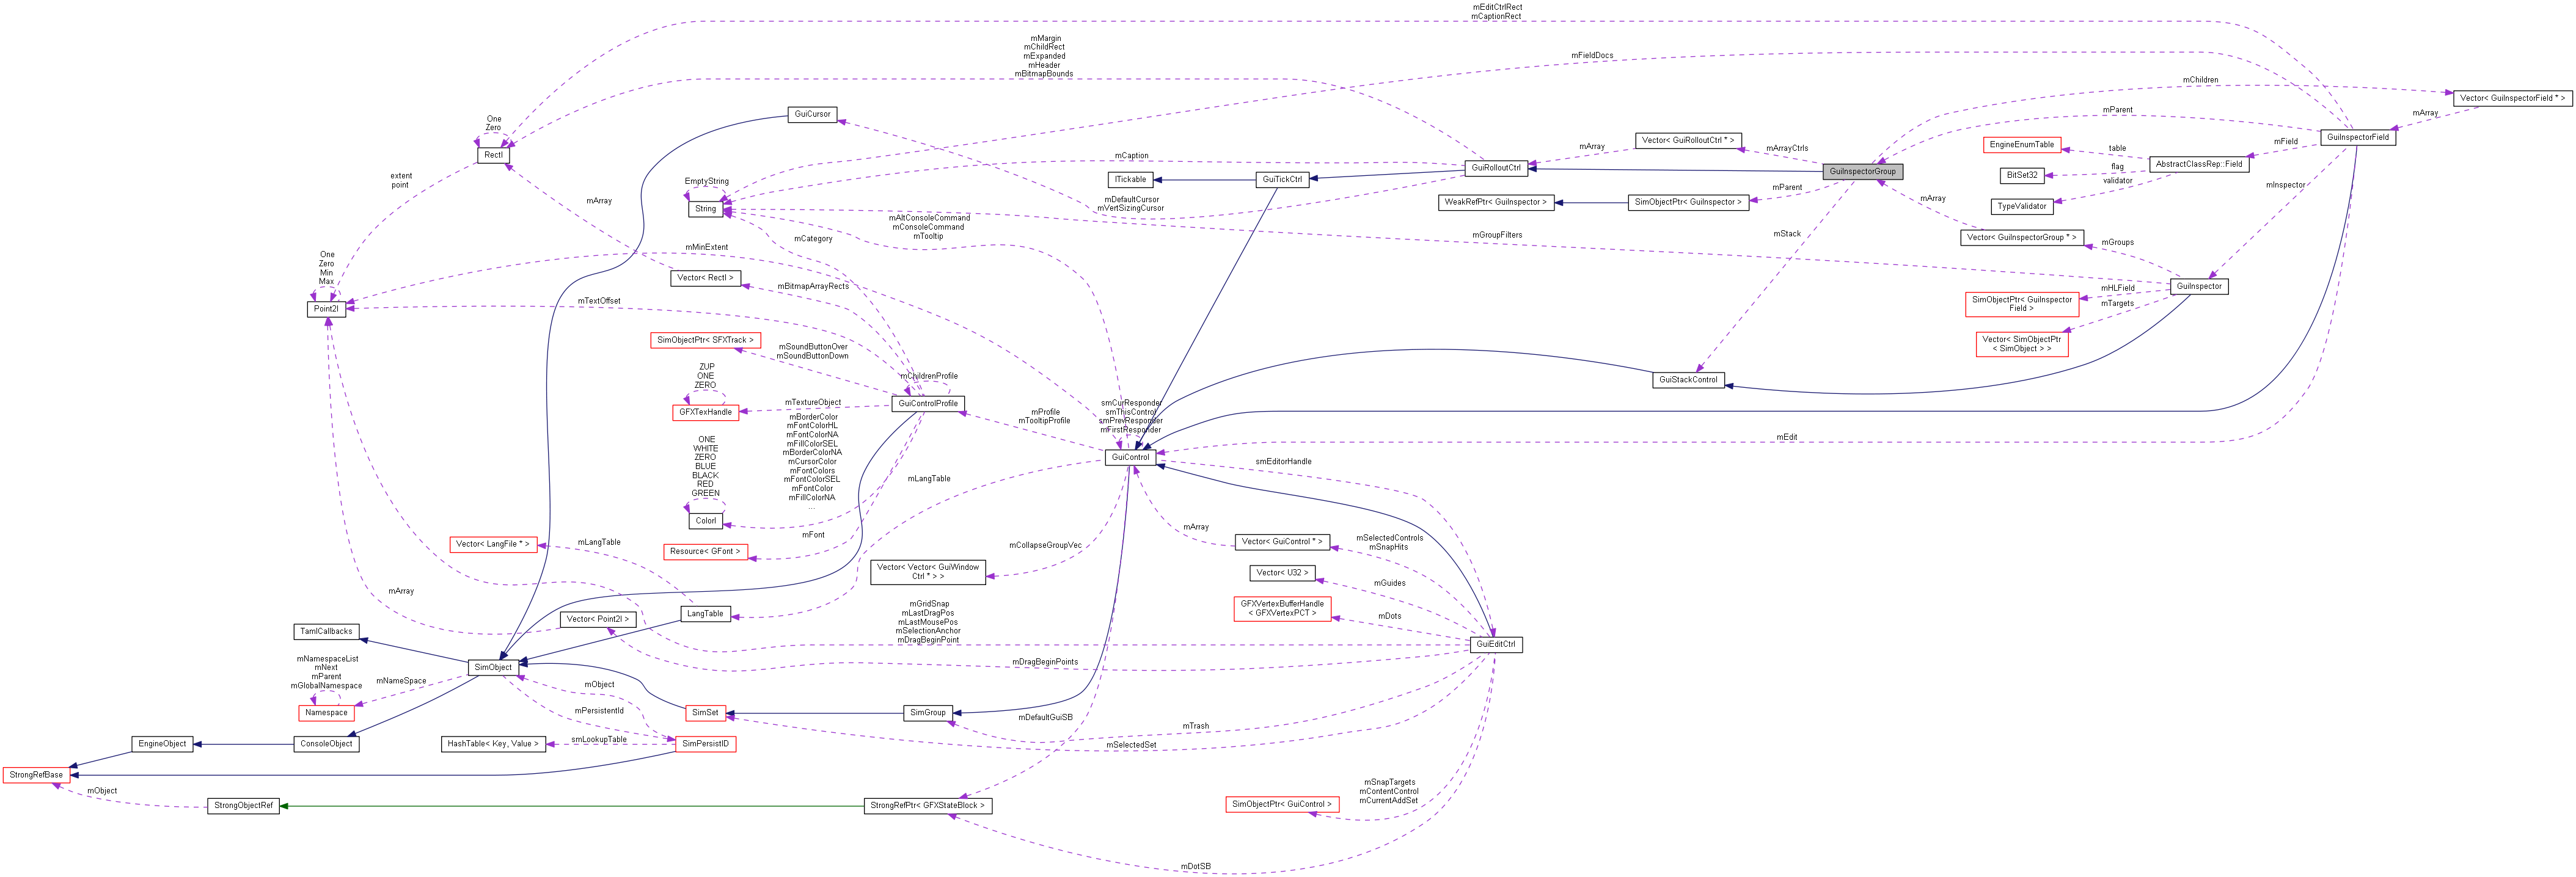 mEditCtrlRect
mCaptionRect
mMargin
mChildRect
mExpanded
mHeader
mBitmapBounds
mFieldDocs
mChildren
Vector< GuiInspectorField * >
GuiCursor
mParent
mArray
One
Zero
RectI
Vector< GuiRolloutCtrl * >
mArray
mArrayCtrls
GuiInspectorField
EngineEnumTable
table
mField
AbstractClassRep::Field
mCaption
GuiRolloutCtrl
GuiInspectorGroup
flag
BitSet32
validator
extent
point
EmptyString
String
ITickable
GuiTickCtrl
mInspector
mParent
mArray
mArray
mDefaultCursor
mVertSizingCursor
WeakRefPtr< GuiInspector >
SimObjectPtr< GuiInspector >
TypeValidator
mAltConsoleCommand
mConsoleCommand
mTooltip
mCategory
mGroupFilters
mStack
Vector< GuiInspectorGroup * >
mGroups
mMinExtent
One
Zero
Min
Max
Point2I
Vector< RectI >
mBitmapArrayRects
GuiInspector
mTextOffset
SimObjectPtr< GuiInspector
Field >
mHLField
mTargets
SimObjectPtr< SFXTrack >
mSoundButtonOver
mSoundButtonDown
Vector< SimObjectPtr
< SimObject > >
ZUP
ONE
ZERO
GFXTexHandle
mTextureObject
mChildrenProfile
GuiControlProfile
GuiStackControl
mBorderColor
mFontColorHL
mFontColorNA
mFillColorSEL
mBorderColorNA
mCursorColor
mFontColors
mFontColorSEL
mFontColor
mFillColorNA
...
mProfile
mTooltipProfile
smCurResponder
smThisControl
smPrevResponder
smFirstResponder
mEdit
ONE
WHITE
ZERO
BLUE
BLACK
RED
GREEN
ColorI
GuiControl
smEditorHandle
mLangTable
mFont
Resource< GFont >
Vector< LangFile * >
mLangTable
mArray
Vector< GuiControl * >
mSelectedControls
mSnapHits
mCollapseGroupVec
Vector< Vector< GuiWindow
Ctrl * > >
Vector< U32 >
mGuides
mArray
LangTable
Vector< Point2I >
mGridSnap
mLastDragPos
mLastMousePos
mSelectionAnchor
mDragBeginPoint
GFXVertexBufferHandle
< GFXVertexPCT >
mDots
GuiEditCtrl
TamlCallbacks
SimObject
mDragBeginPoints
mNamespaceList
mNext
mParent
mGlobalNamespace
mNameSpace
mObject
mPersistentId
Namespace
SimSet
SimGroup
mDefaultGuiSB
mTrash
EngineObject
ConsoleObject
HashTable< Key, Value >
smLookupTable
SimPersistID
mSelectedSet
StrongRefBase
mObject
StrongObjectRef
StrongRefPtr< GFXStateBlock >
SimObjectPtr< GuiControl >
mSnapTargets
mContentControl
mCurrentAddSet
mDotSB